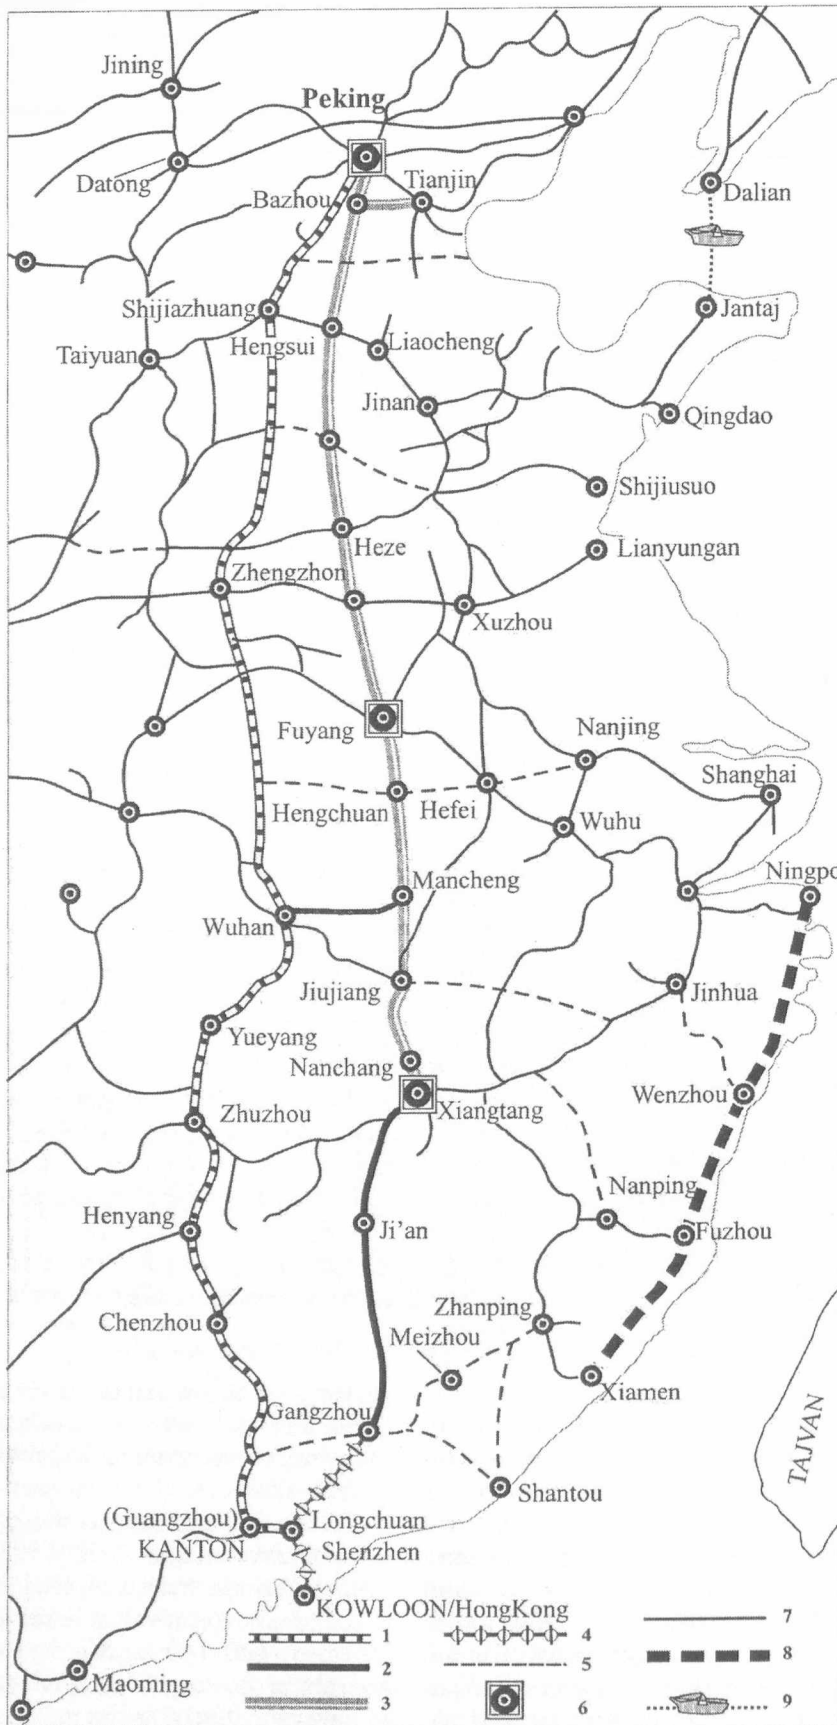 Jining
Peking
Datong
Tianjin
Bazhou
Dalian
Shijiazhuang
Jantaj
Hengsui
Liaocheng
Taiyuan
Jinan
Qingdao
Shijiusuo
Heze
Lianyungan
Zhengzhon
Xuzhou
Fuyang
Nanjing
Shanghai
Hengchuan
Hefei
Wuhu
Mancheng
Ningpo
Wuhan
Jiujiang
Jinhua
Yueyang
Nanchang
Wenzhou
Xiangtang
Zhuzhou
Nanping
Henyang
Ji'an
Fuzhou
Chenzhou
Zhanping
Meizhou
Xiamen
Gangzhou
TAJVAN
Shantou
(Guangzhou)
Longchuan
KANTON
Shenzhen
KOWLOON/HongKong
Maoming
1
2
3
4
5
6
7
8
9